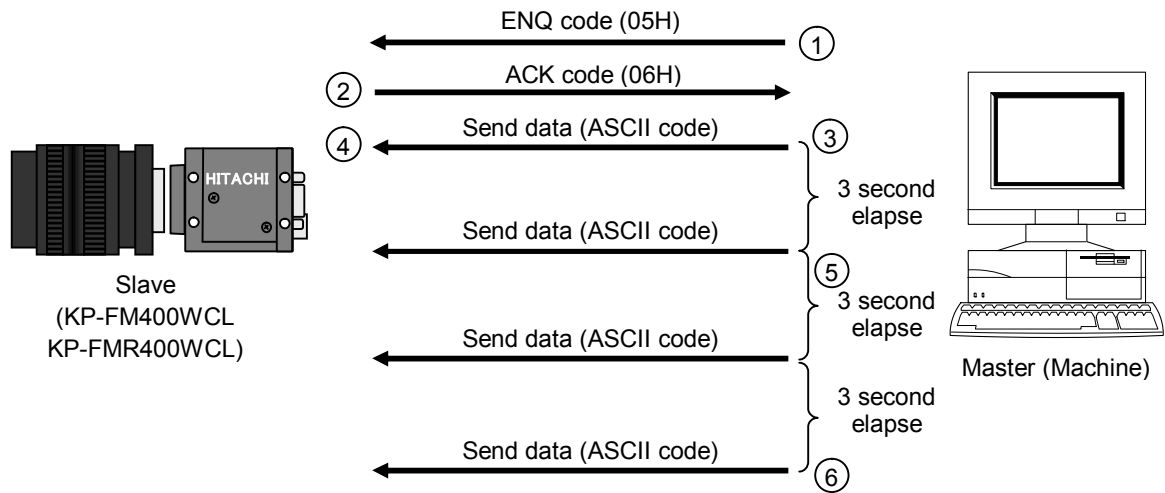 ENQ code (05H)
1
ACK code (06H)
2
Send data (ASCII code)
3
4
HITACHI
3 second
elapse
Send data (ASCII code)
5
Slave
(KP-FM400WCL
KP-FMR400WCL)
3 second
elapse
Send data (ASCII code)
Master (Machine)
3 second
elapse
Send data (ASCII code)
6